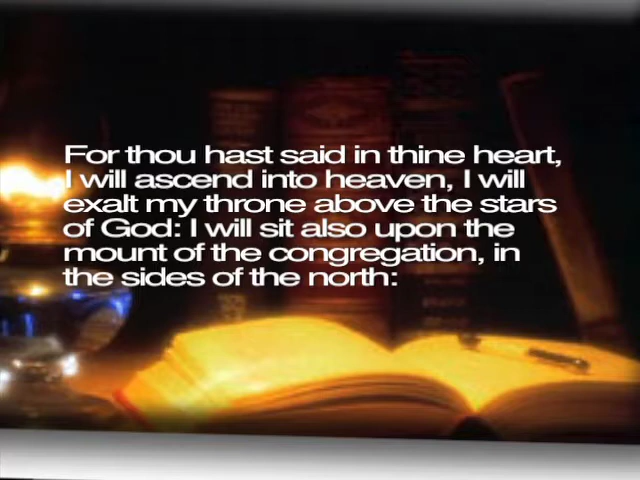 For thou hast said in thine heart,
I will ascend into heaven, I will
exalt my throne above the stars
of God: I will sit also upon the
mount of the congregation, in
the sides of the north: